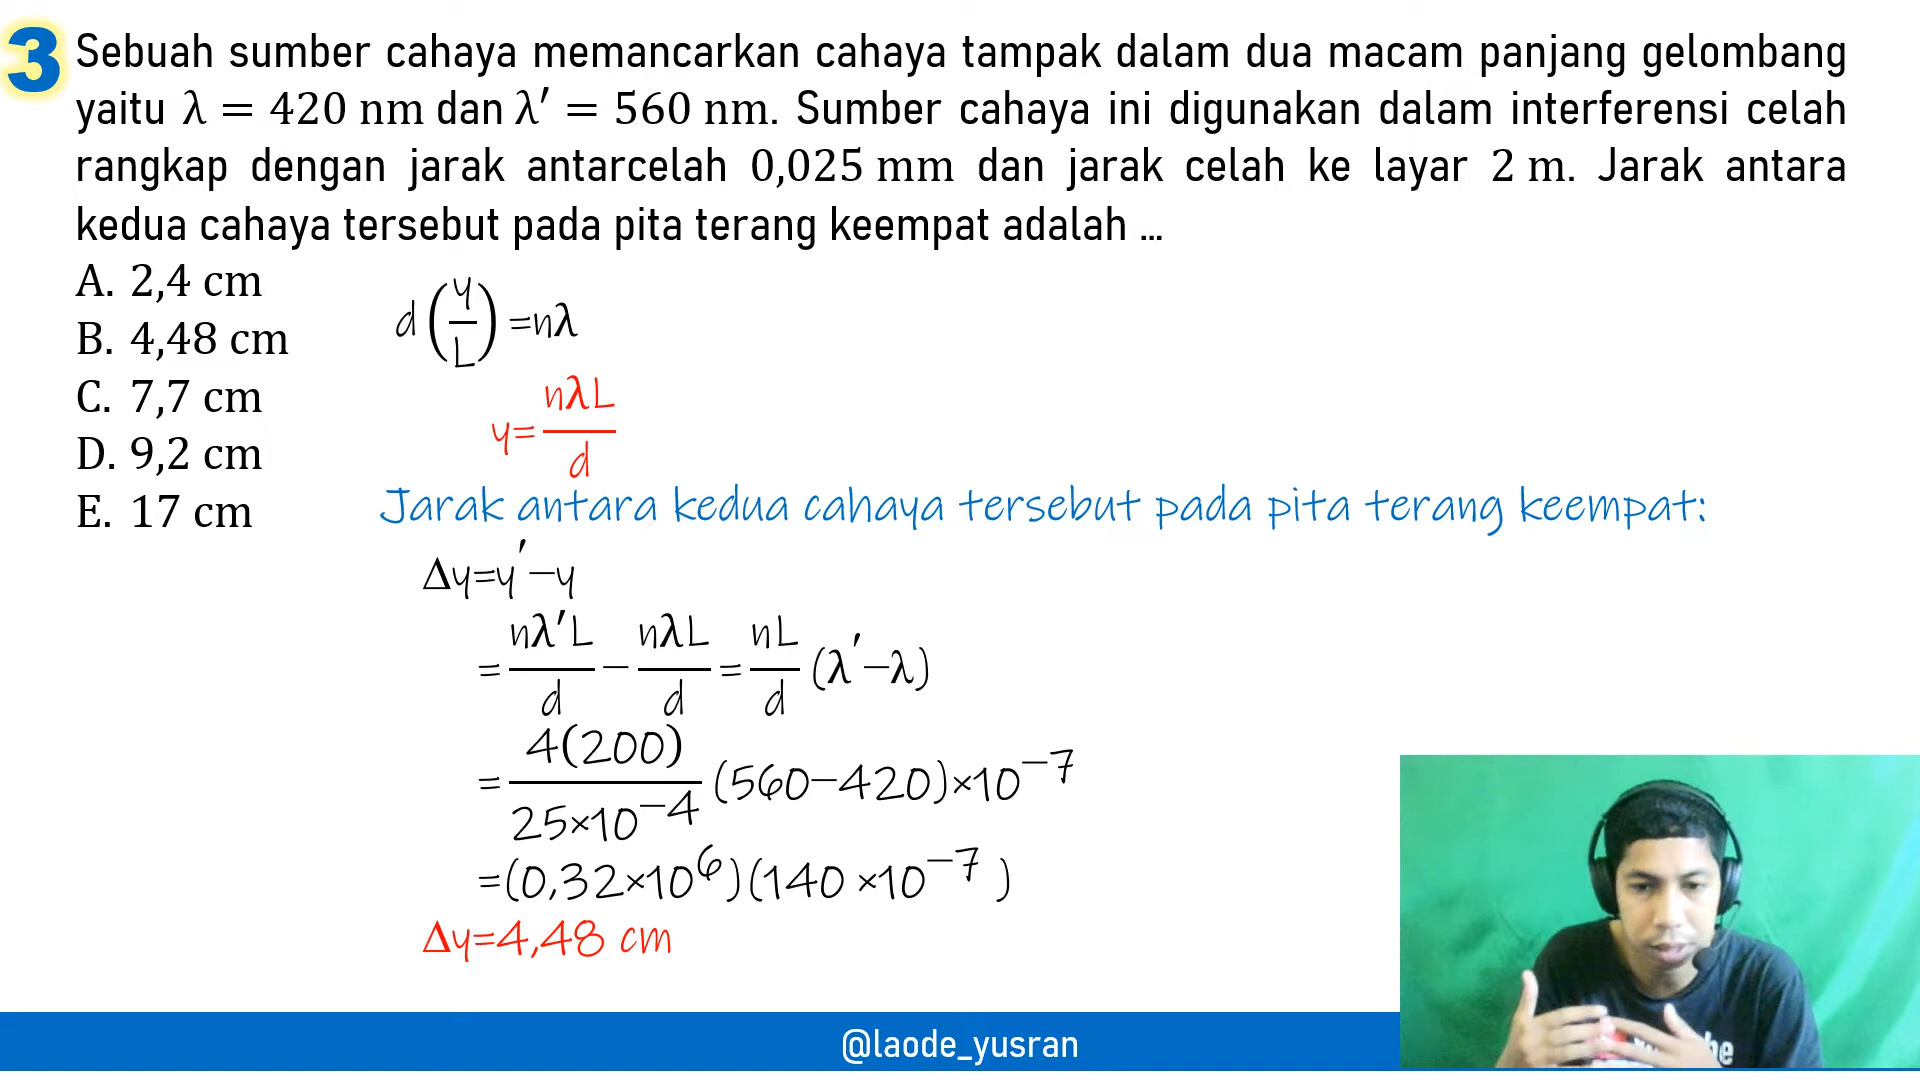 3 Sebuah sumber cahaya memancarkan cahaya tampak dalam dua macam panjang gelombang
yaitu λ = 420 nm dan λ′ = 560 nm. Sumber cahaya ini digunakan dalam interferensi celah
rangkap dengan jarak antarcelah 0,025 mm dan jarak celah ke layar 2 m. Jarak antara
kedua cahaya tersebut pada pita terang keempat adalah ...
A. 2,4 cm
B. 4,48 cm
C. 7,7 cm
D. 9,2 cm
E. 17 cm
d(y/L)=nλ
y=nλL/d
Jarak antara kedua cahaya tersebut pada pita terang keempat:
Δy=y′−y
=nλ′L/d−nλL/d=nL/d(λ′−λ)
=4(200)/25×10⁻⁴(560−420)×10⁻⁷
=(0,32×10⁶)(140×10⁻⁷)
Δy=4,48 cm
@laode_yusran